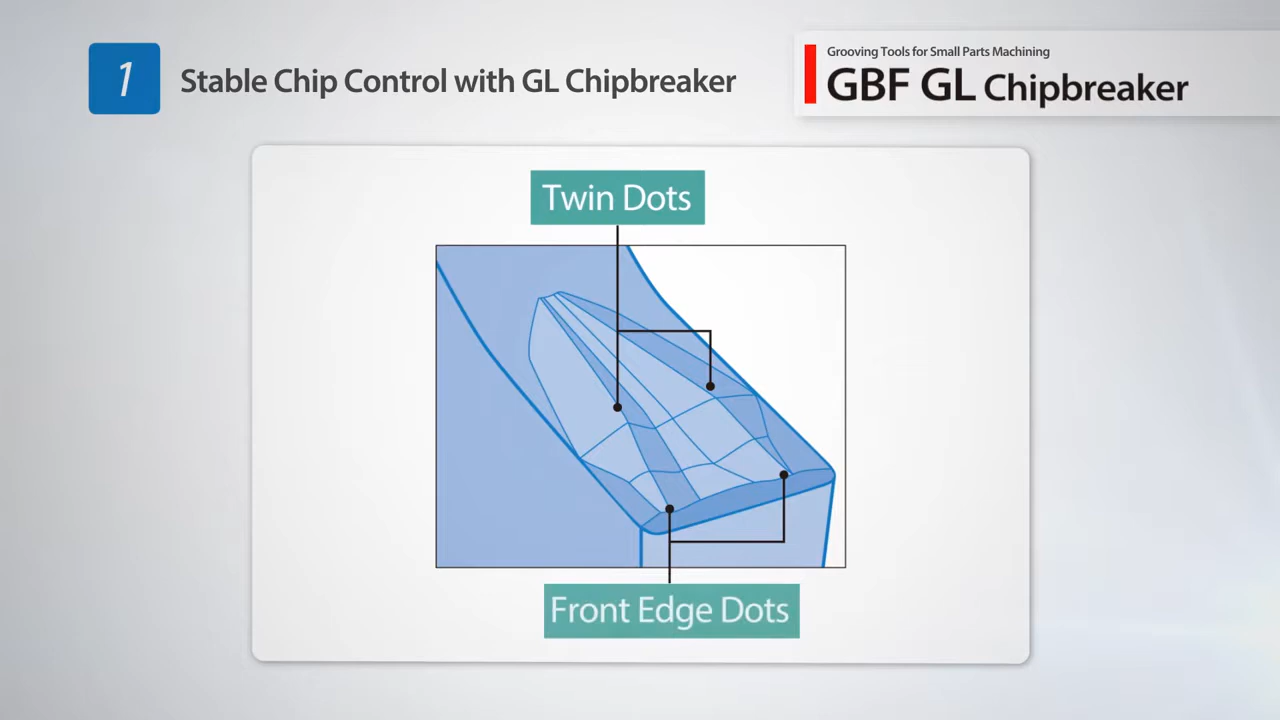 1
Stable Chip Control with GL Chipbreaker
Grooving Tools for Small Parts Machining
GBF GL Chipbreaker
Twin Dots
Front Edge Dots